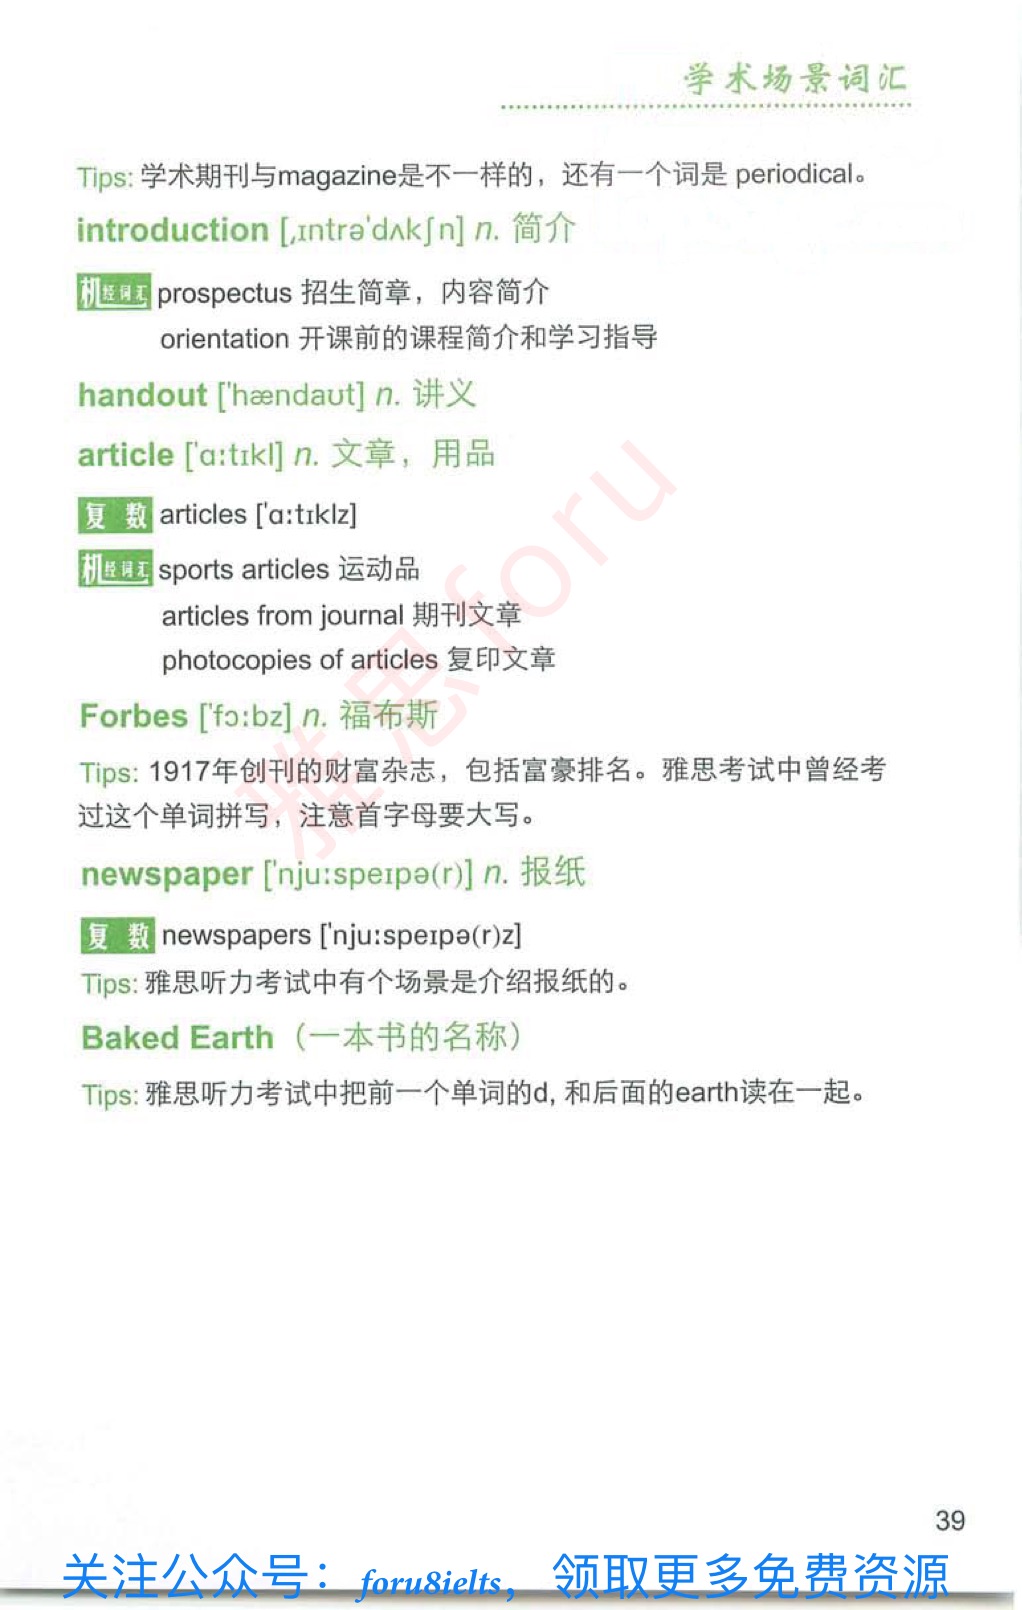 学术场景词汇
Tips: 学术期刊与magazine是不一样的，还有一个词是 periodical。
introduction [ˌɪntrəˈdʌkʃn] n. 简介
机经词汇 prospectus 招生简章，内容简介
orientation 开课前的课程简介和学习指导
handout [ˈhændaʊt] n. 讲义
article [ˈɑːtɪkl] n. 文章，用品
复数 articles [ˈɑːtɪklz]
机经词汇 sports articles 运动品
articles from journal 期刊文章
photocopies of articles 复印文章
Forbes [ˈfɔːbz] n. 福布斯
Tips: 1917年创刊的财富杂志，包括富豪排名。雅思考试中曾经考
过这个单词拼写，注意首字母要大写。
newspaper [ˈnjuːspeɪpə(r)] n. 报纸
复数 newspapers [ˈnjuːspeɪpə(r)z]
Tips: 雅思听力考试中有个场景是介绍报纸的。
Baked Earth（一本书的名称）
Tips: 雅思听力考试中把前一个单词的d, 和后面的earth读在一起。
雅思foru
39
关注公众号：foru8ielts，领取更多免费资源